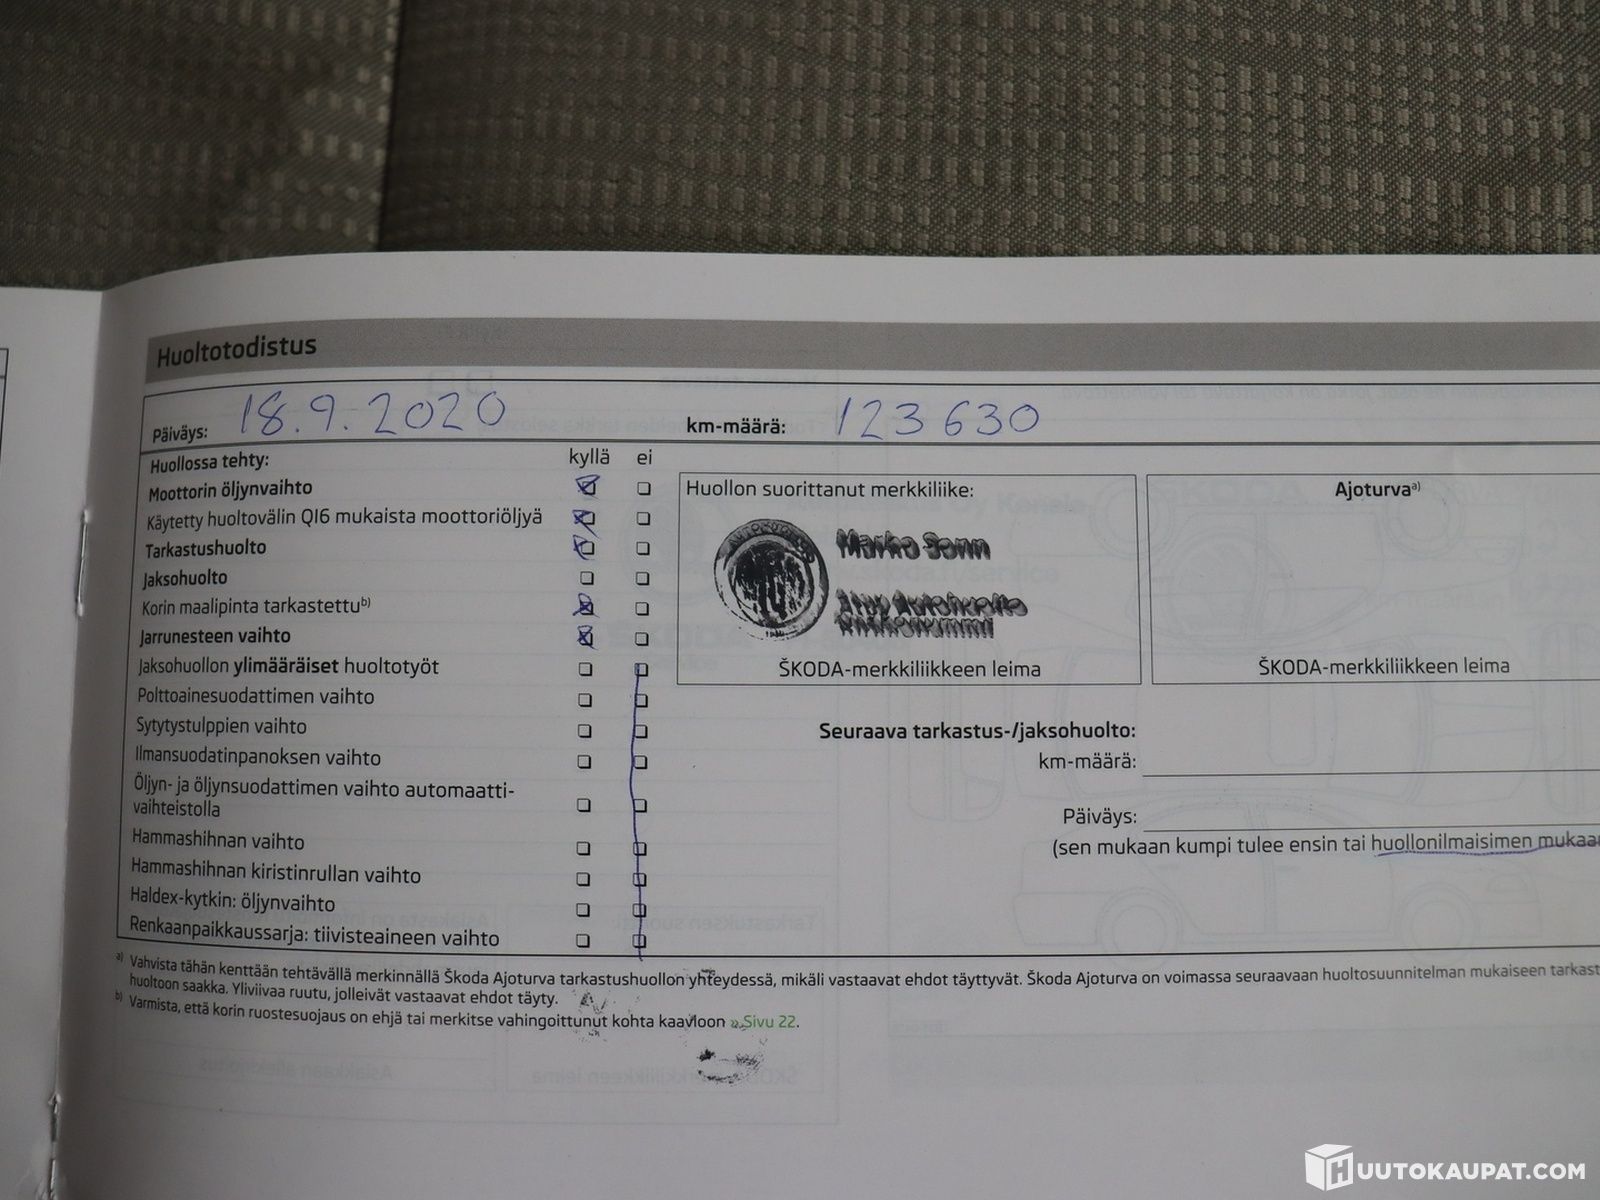 Huoltotodistus
Päiväys: 18.9.2020 km-määrä: 123 630
Huollossa tehty: kyllä ei
Moottorin öljynvaihto
Käytetty huoltovälin QI6 mukaista moottoriöljyä
Tarkastushuolto
Jaksohuolto
Korin maalipinta tarkastettu b)
Jarrunesteen vaihto
Jaksohuollon ylimääräiset huoltotyöt
Polttoainesuodattimen vaihto
Sytytystulppien vaihto
Ilmansuodatinpanoksen vaihto
Öljyn- ja öljynsuodattimen vaihto automaatti-
vaihteistolla
Hammashihnan vaihto
Hammashihnan kiristinrullan vaihto
Haldex-kytkin: öljynvaihto
Renkaanpaikkaussarja: tiivisteaineen vaihto
Huollon suorittanut merkkiliike:
Marko
ŠKODA-merkkiliikkeen leima
Ajoturva a)
ŠKODA-merkkiliikkeen leima
Seuraava tarkastus-/jaksohuolto:
km-määrä:
Päiväys:
(sen mukaan kumpi tulee ensin tai huollonilmaisimen mukaan
a) Vahvista tähän kenttään tehtävällä merkinnällä Škoda Ajoturva tarkastushuollon yhteydessä, mikäli vastaavat ehdot täyttyvät. Škoda Ajoturva on voimassa seuraavaan huoltosuunnitelman mukaiseen tarkast
huoltoon saakka. Yliviivaa ruutu, jolleivät vastaavat ehdot täyty.
b) Varmista, että korin ruostesuojaus on ehjä tai merkitse vahingoittunut kohta kaavioon » Sivu 22.
HUUTOKAUPAT.COM